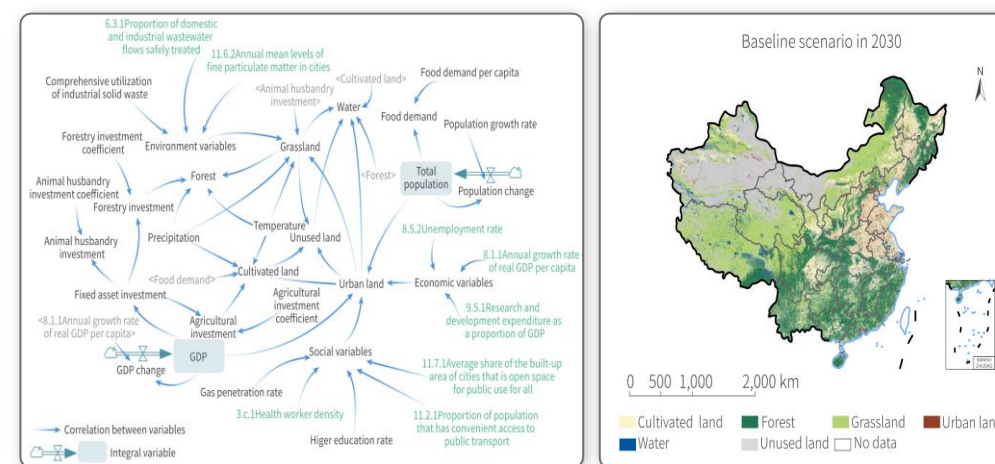 6.3.1Proportion of domestic
and industrial wastewater
flows safely treated
11.6.2Annual mean levels of
fine particulate matter in cities
Comprehensive utilization
of industrial solid waste
<Animal husbandry
investment>
<Cultivated land>
Water
Food demand per capita
Food demand
Population growth rate
Forestry investment
coefficient
Environment variables
Grassland
Forest
<Forest>
Total
population
Population change
Animal husbandry
investment coefficient
Forestry investment
8.5.2Unemployment rate
Animal husbandry
investment
Precipitation
Temperature
Unused land
8.1.1Annual growth rate
of real GDP per capita
<Food demand>
Cultivated land
Urban land
Economic variables
Fixed asset investment
Agricultural
investment
coefficient
9.5.1Research and
development expenditure as
a proportion of GDP
<8.1.1Annual growth rate
of real GDP per capita>
Agricultural
investment
GDP
GDP change
Social variables
11.7.1Average share of the built-up
area of cities that is open space
for public use for all
Gas penetration rate
3.c.1Health worker density
Higer education rate
11.2.1Proportion of population
that has convenient access to
public transport
Correlation between variables
Integral variable
Baseline scenario in 2030
N
0 500 1,000 2,000 km
Cultivated land Forest Grassland Urban lan
Water Unused land No data